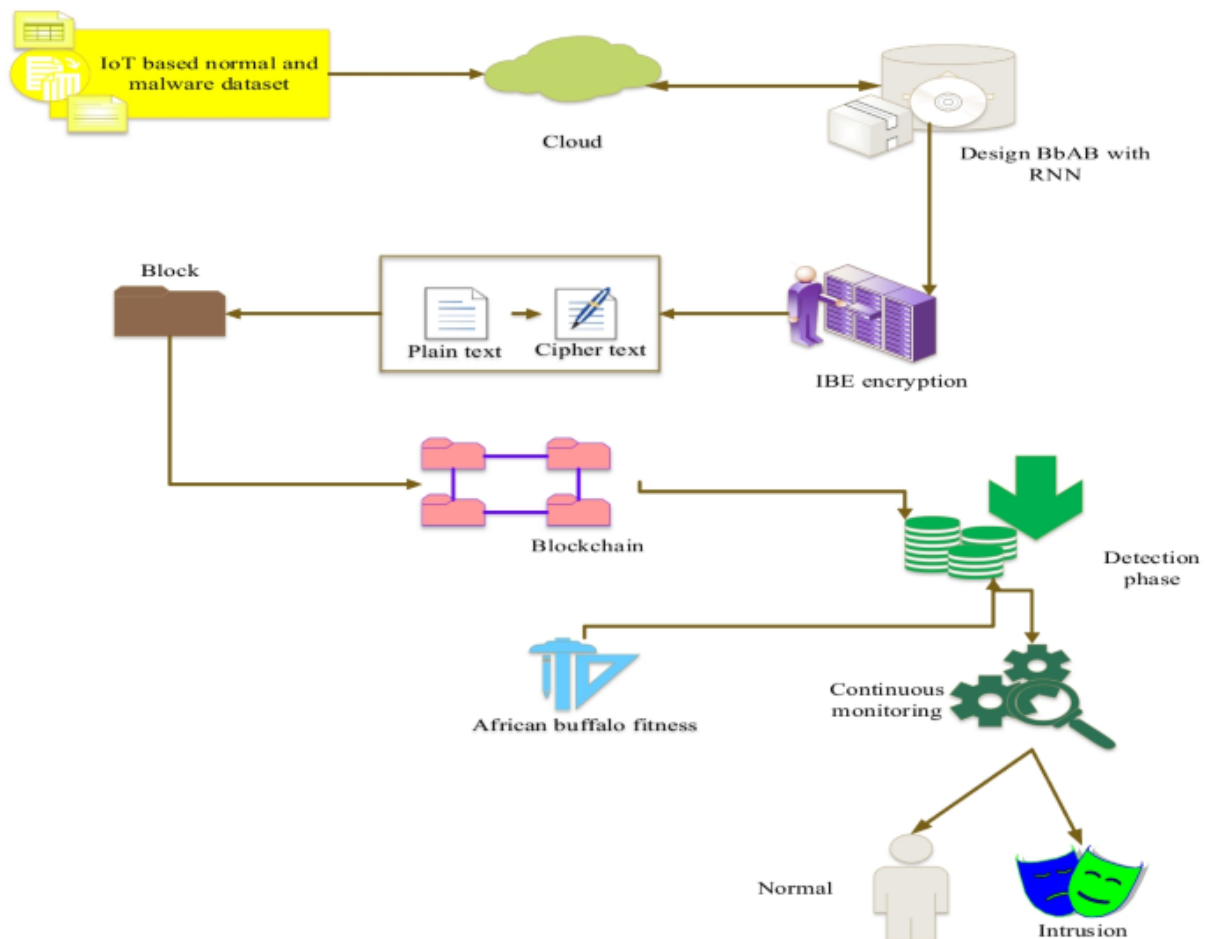 IoT based normal and
malware dataset
Cloud
Design BbAB with
RNN
Block
Plain text
Cipher text
IBE encryption
Blockchain
Detection
phase
African buffalo fitness
Continuous
monitoring
Normal
Intrusion